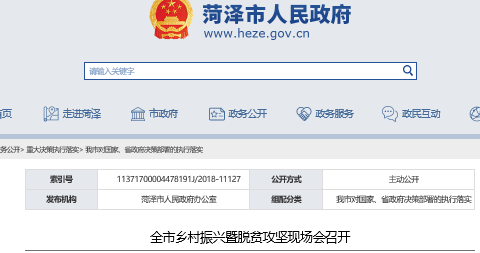 菏泽市人民政府
www.heze.gov.cn
请输入关键字
首页 走进菏泽 市政府 政务公开 政务服务 政民互动
务公开> 重大决策执行落实> 我市对国家、省政府决策部署的执行落实
索引号 11371700004478191J/2018-11127 公开方式 主动公开
发布机构 菏泽市人民政府办公室 组配分类 我市对国家、省政府决策部署的执行落实
全市乡村振兴暨脱贫攻坚现场会召开